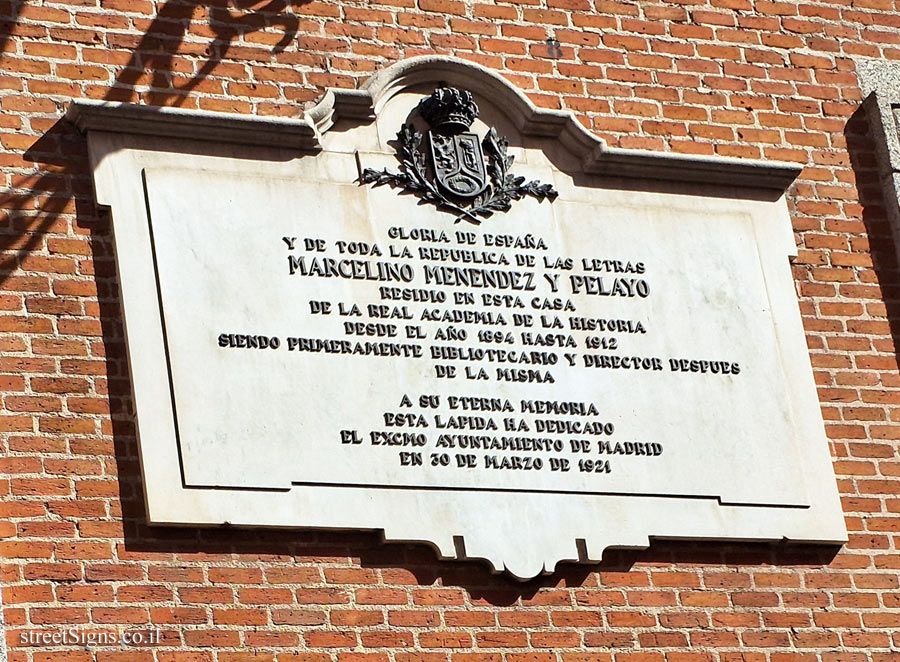 GLORIA DE ESPAÑA
Y DE TODA LA REPUBLICA DE LAS LETRAS
MARCELINO MENENDEZ Y PELAYO
RESIDIO EN ESTA CASA
DE LA REAL ACADEMIA DE LA HISTORIA
DESDE EL AÑO 1894 HASTA 1912
SIENDO PRIMERAMENTE BIBLIOTECARIO Y DIRECTOR DESPUES
DE LA MISMA
A SU ETERNA MEMORIA
ESTA LAPIDA HA DEDICADO
EL EXCMO AYUNTAMIENTO DE MADRID
EN 30 DE MARZO DE 1921
streetSigns.co.il